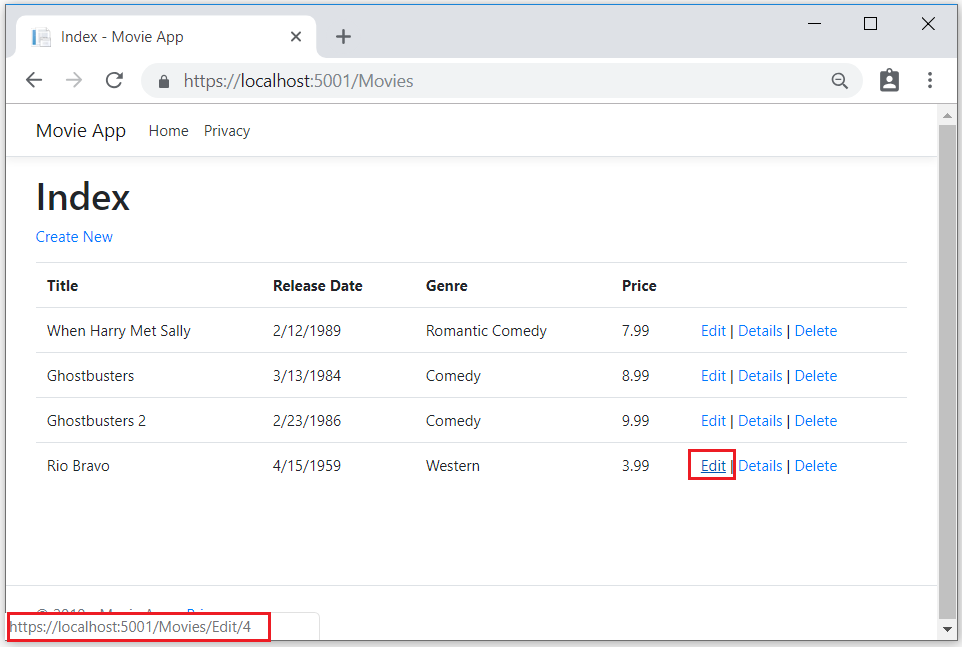 Index - Movie App
https://localhost:5001/Movies
Movie App Home Privacy
Index
Create New
Title Release Date Genre Price
When Harry Met Sally 2/12/1989 Romantic Comedy 7.99 Edit | Details | Delete
Ghostbusters 3/13/1984 Comedy 8.99 Edit | Details | Delete
Ghostbusters 2 2/23/1986 Comedy 9.99 Edit | Details | Delete
Rio Bravo 4/15/1959 Western 3.99 Edit | Details | Delete
https://localhost:5001/Movies/Edit/4